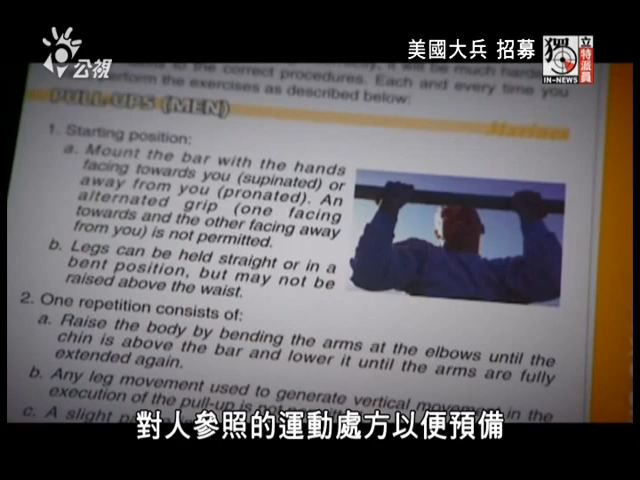 公視
美國大兵 招募
獨立特派員
IN-NEWS
to the correct procedures. Each and every time you
perform the exercises as described below:
PULL-UPS (MEN)
Marines
1. Starting position:
a. Mount the bar with the hands
facing towards you (supinated) or
away from you (pronated). An
alternated grip (one facing
towards and the other facing away
from you) is not permitted.
b. Legs can be held straight or in a
bent position, but may not be
raised above the waist.
2. One repetition consists of:
a. Raise the body by bending the arms at the elbows until the
chin is above the bar and lower it until the arms are fully
extended again.
b. Any leg movement used to generate vertical movement in the
execution of the pull-up is
c. A slight
對人參照的運動處方以便預備